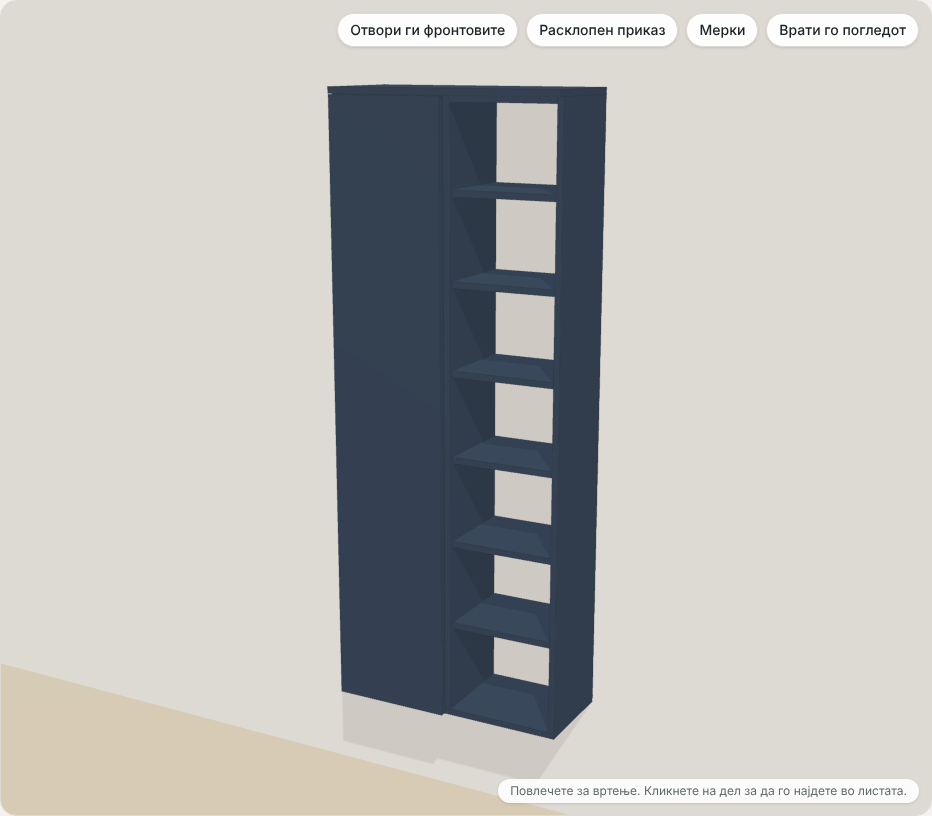 Отвори ги фронтовите
Расклопен приказ
Мерки
Врати го погледот
Повлечете за вртење. Кликнете на дел за да го најдете во листата.